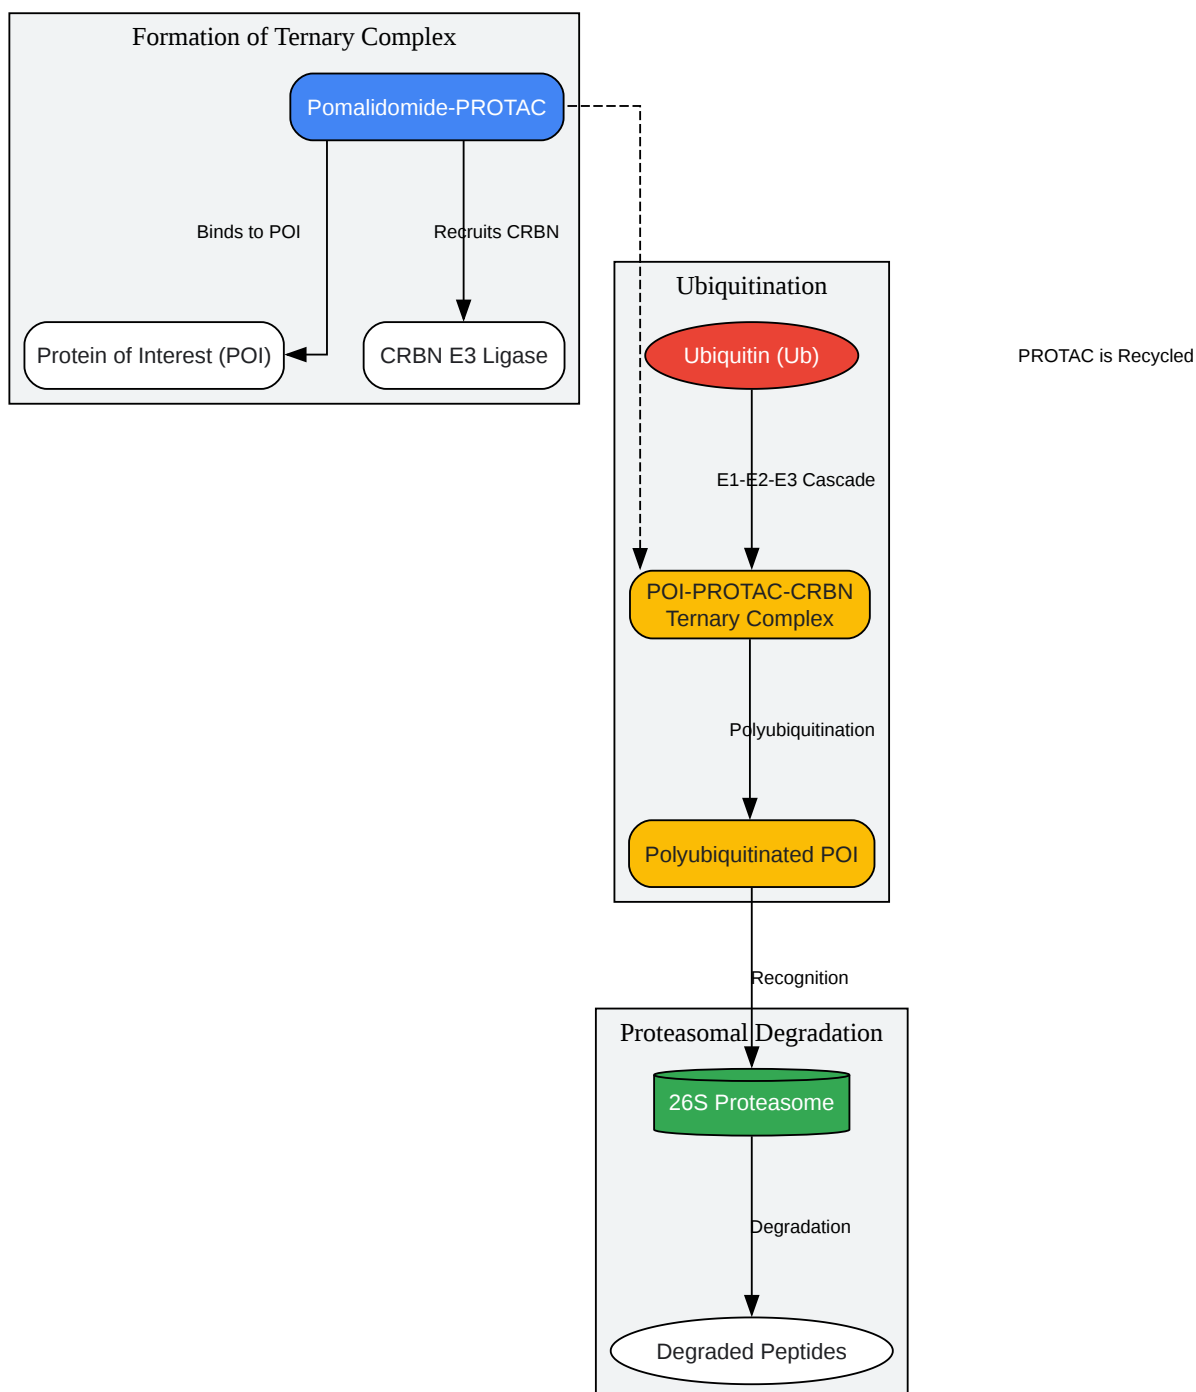 Formation of Ternary Complex
Pomalidomide-PROTAC
Binds to POI
Recruits CRBN
Protein of Interest (POI)
CRBN E3 Ligase
Ubiquitination
Ubiquitin (Ub)
PROTAC is Recycled
E1-E2-E3 Cascade
POI-PROTAC-CRBN
Ternary Complex
Polyubiquitination
Polyubiquitinated POI
Recognition
Proteasomal Degradation
26S Proteasome
Degradation
Degraded Peptides